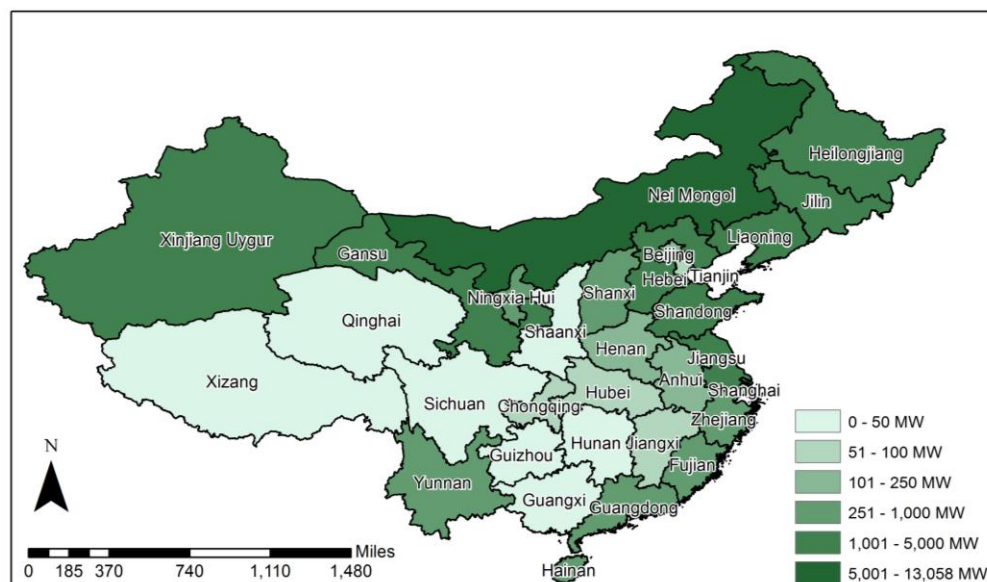 Heilongjiang
Nei Mongol
Jilin
Xinjiang Uygur
Gansu
Liaoning
Beijing
Tianjin
Hebei
Ningxia Hui
Shanxi
Shandong
Qinghai
Shaanxi
Henan
Jiangsu
Anhui
Xizang
Shanghai
Sichuan
Chongqing
Hubei
Zhejiang
Hunan
Jiangxi
Guizhou
Fujian
Yunnan
Guangxi
Guangdong
Hainan
N
Miles
0 185 370 740 1,110 1,480
0 - 50 MW
51 - 100 MW
101 - 250 MW
251 - 1,000 MW
1,001 - 5,000 MW
5,001 - 13,058 MW